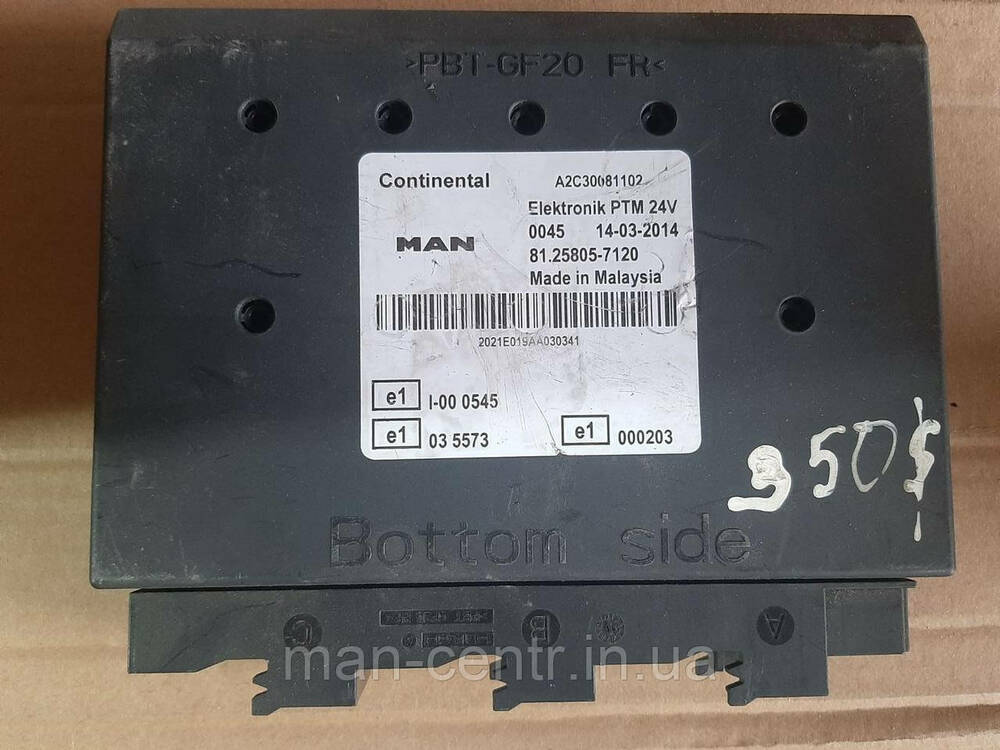 >PBT-GF20 FR<
Continental A2C30081102
Elektronik PTM 24V
0045 14-03-2014
MAN 81.25805-7120
Made in Malaysia
2021E019AA030341
e1 I-00 0545
e1 03 5573 e1 000203
950$
Bottom side
C B A
man-centr.in.ua